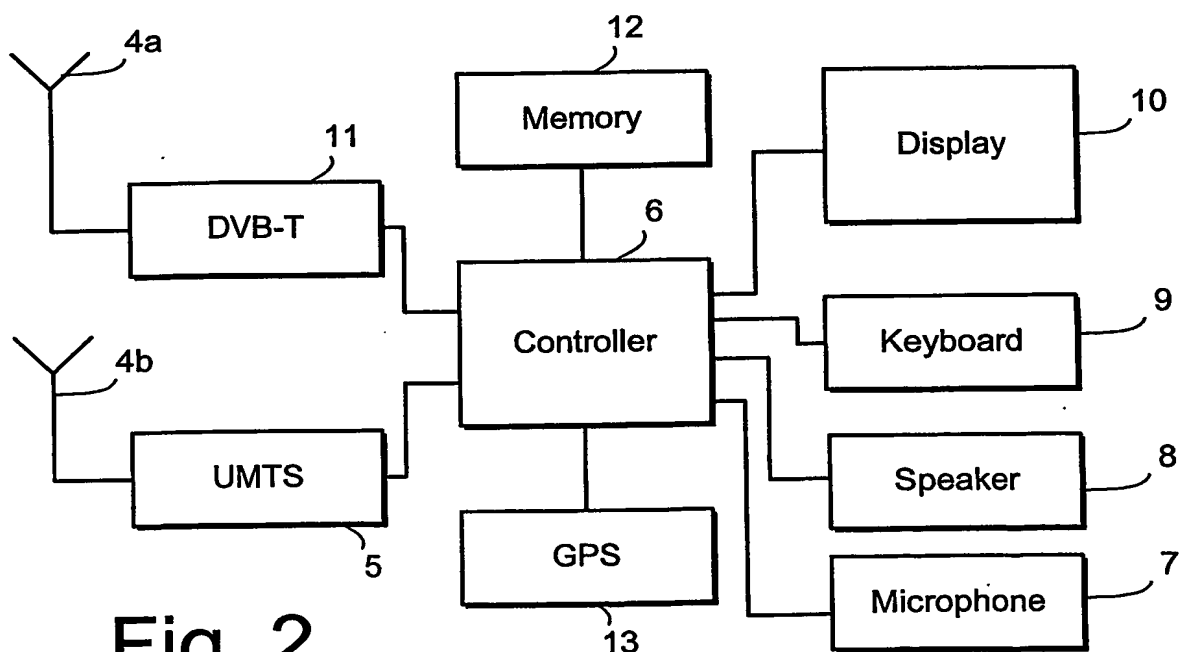 4a
12
Memory
Display
10
11
DVB-T
6
Controller
9
Keyboard
4b
UMTS
5
Speaker
8
GPS
13
Microphone
7
Fig. 2